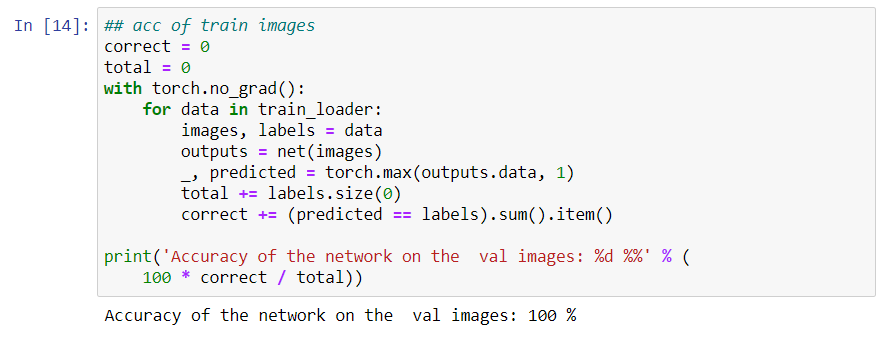 In [14]: ## acc of train images
correct = 0
total = 0
with torch.no_grad():
    for data in train_loader:
        images, labels = data
        outputs = net(images)
        _, predicted = torch.max(outputs.data, 1)
        total += labels.size(0)
        correct += (predicted == labels).sum().item()

print('Accuracy of the network on the  val images: %d %%' % (
    100 * correct / total))
Accuracy of the network on the  val images: 100 %